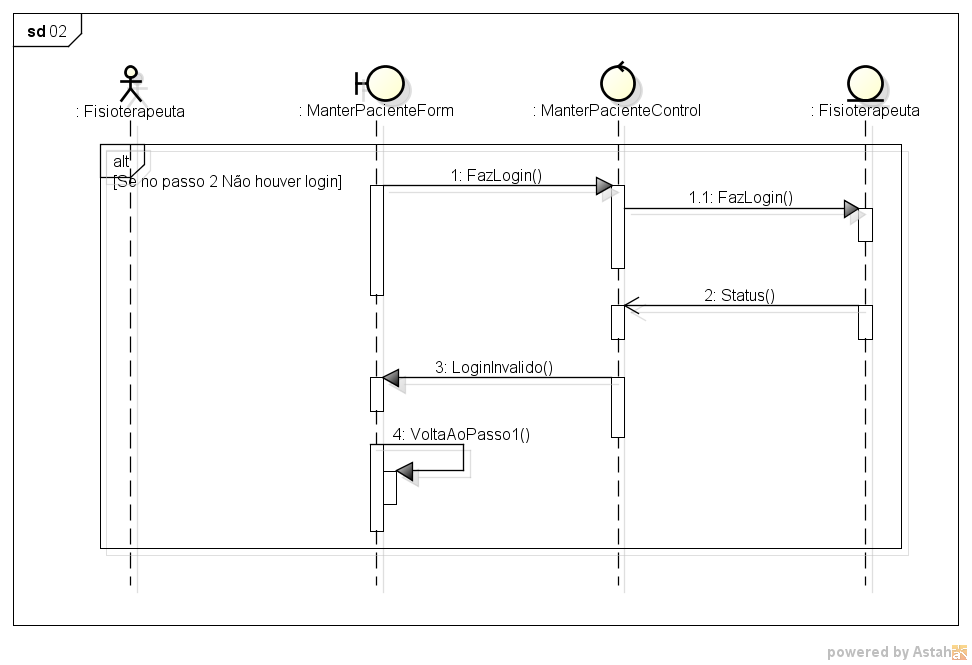 sd 02
: Fisioterapeuta
: ManterPacienteForm
: ManterPacienteControl
: Fisioterapeuta
alt
[Se no passo 2 Não houver login]
1: FazLogin()
1.1: FazLogin()
2: Status()
3: LoginInvalido()
4: VoltaAoPasso1()
powered by Astah